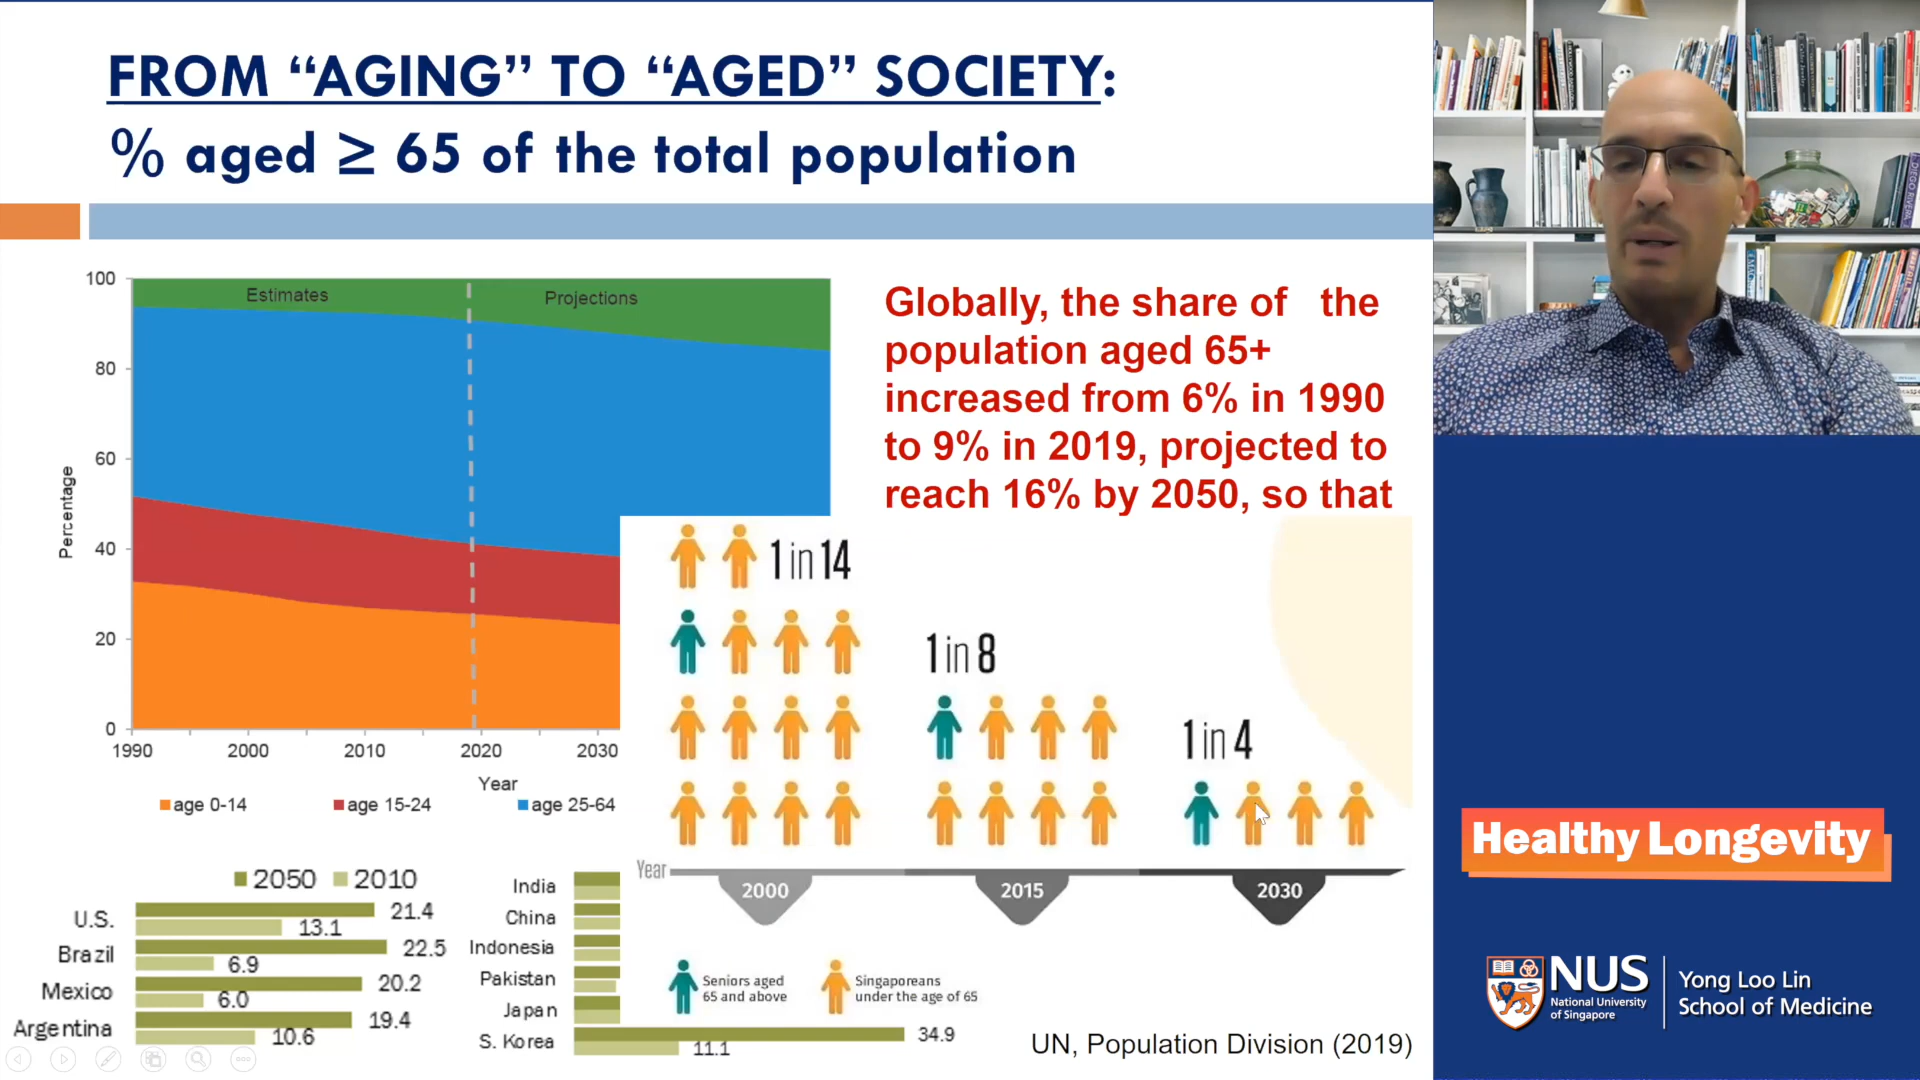 FROM “AGING” TO “AGED” SOCIETY:
% aged ≥ 65 of the total population
Globally, the share of the
population aged 65+
increased from 6% in 1990
to 9% in 2019, projected to
reach 16% by 2050, so that
Estimates
Projections
100
80
60
40
20
0
Percentage
1990 2000 2010 2020 2030
Year
age 0-14 age 15-24 age 25-64
1 in 14
1 in 8
1 in 4
Year
2000 2015 2030
Seniors aged
65 and above
Singaporeans
under the age of 65
2050 2010
U.S. 21.4
13.1
Brazil 22.5
6.9
Mexico 20.2
6.0
Argentina 19.4
10.6
India
China
Indonesia
Pakistan
Japan
S. Korea 34.9
11.1
UN, Population Division (2019)
DIEGO RIVERA
Healthy Longevity
NUS
National University
of Singapore
Yong Loo Lin
School of Medicine